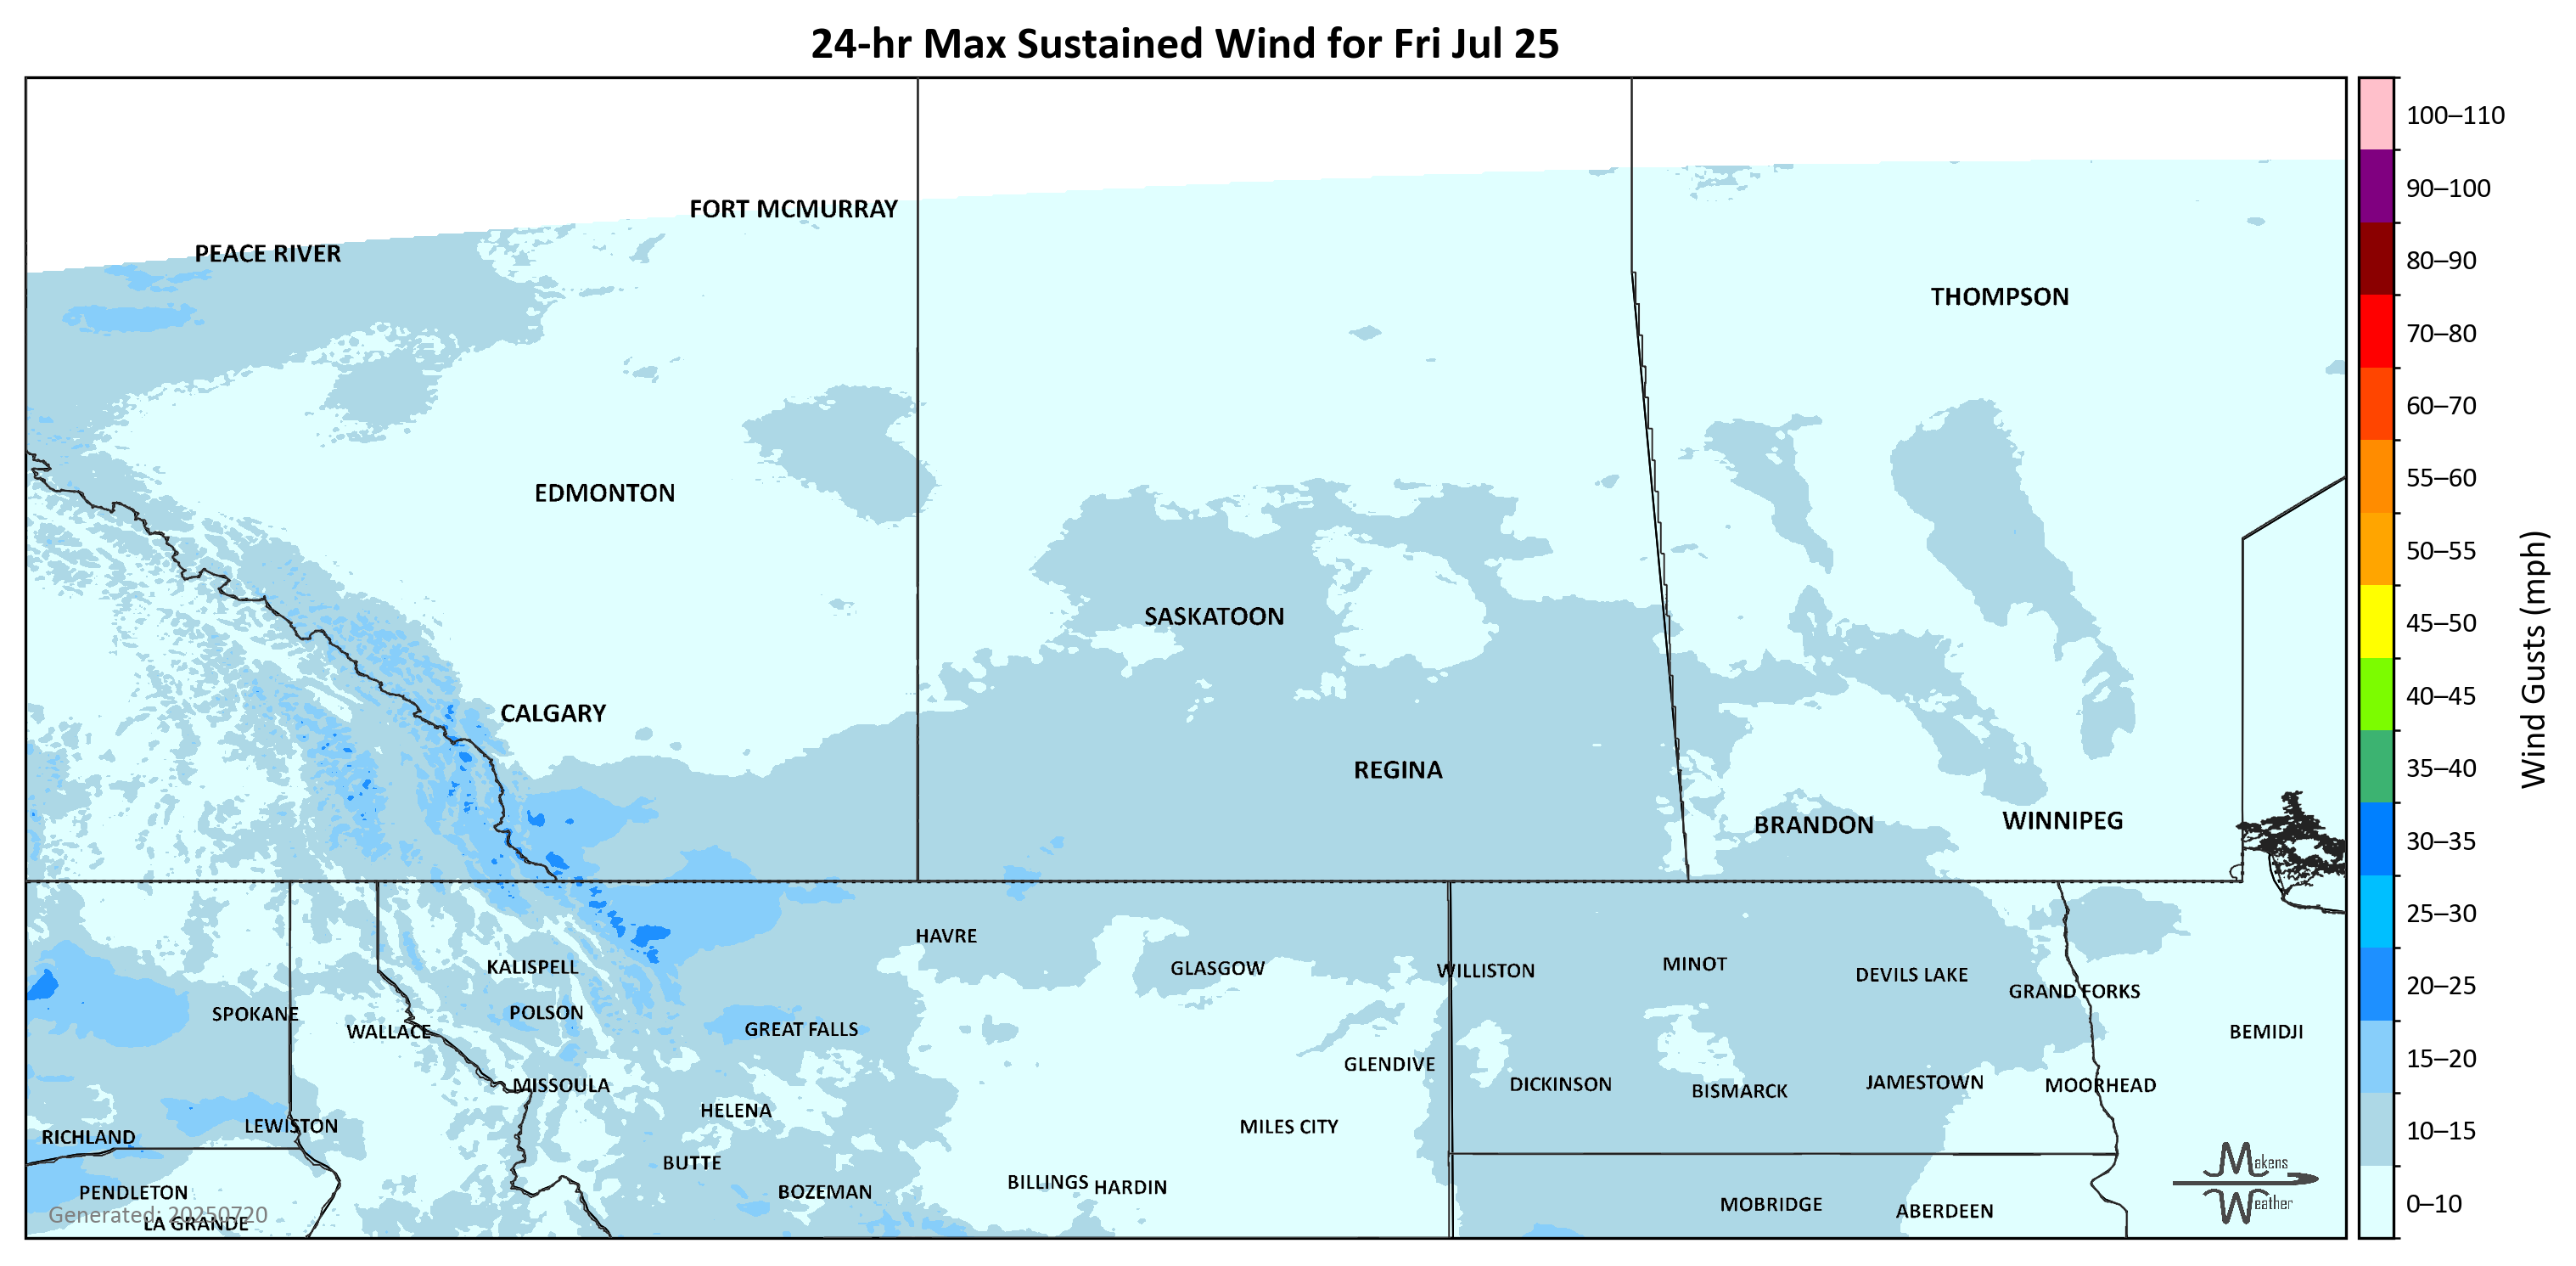 24-hr Max Sustained Wind for Fri Jul 25
100–110
FORT MCMURRAY
90–100
PEACE RIVER
80–90
THOMPSON
70–80
60–70
EDMONTON
55–60
50–55
SASKATOON
45–50
Wind Gusts (mph)
40–45
CALGARY
REGINA
35–40
BRANDON
WINNIPEG
30–35
25–30
HAVRE
KALISPELL
GLASGOW
WILLISTON
MINOT
DEVILS LAKE
GRAND FORKS
20–25
SPOKANE
POLSON
WALLACE
GREAT FALLS
BEMIDJI
15–20
GLENDIVE
MISSOULA
DICKINSON
BISMARCK
JAMESTOWN
MOORHEAD
HELENA
LEWISTON
MILES CITY
RICHLAND
10–15
BUTTE
Makens
Weather
PENDLETON
BOZEMAN
BILLINGS
HARDIN
MOBRIDGE
ABERDEEN
0–10
Generated: 20250720
LA GRANDE